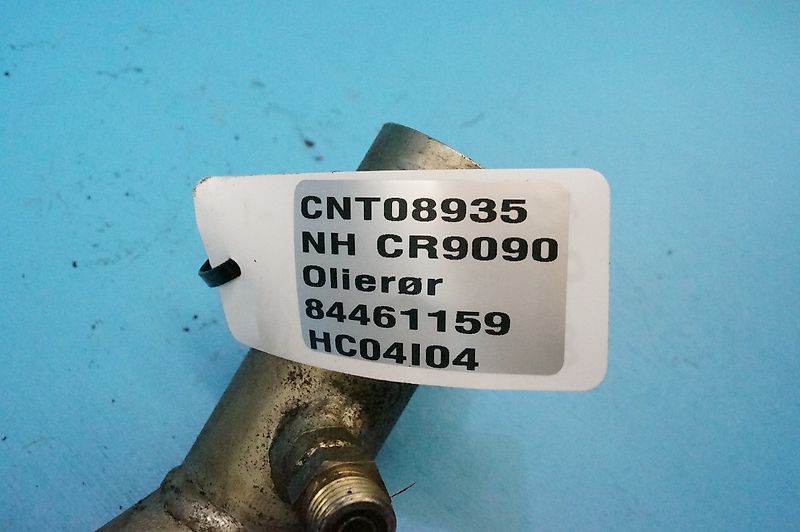 CNT08935
NH CR9090
Olierør
84461159
HC04I04